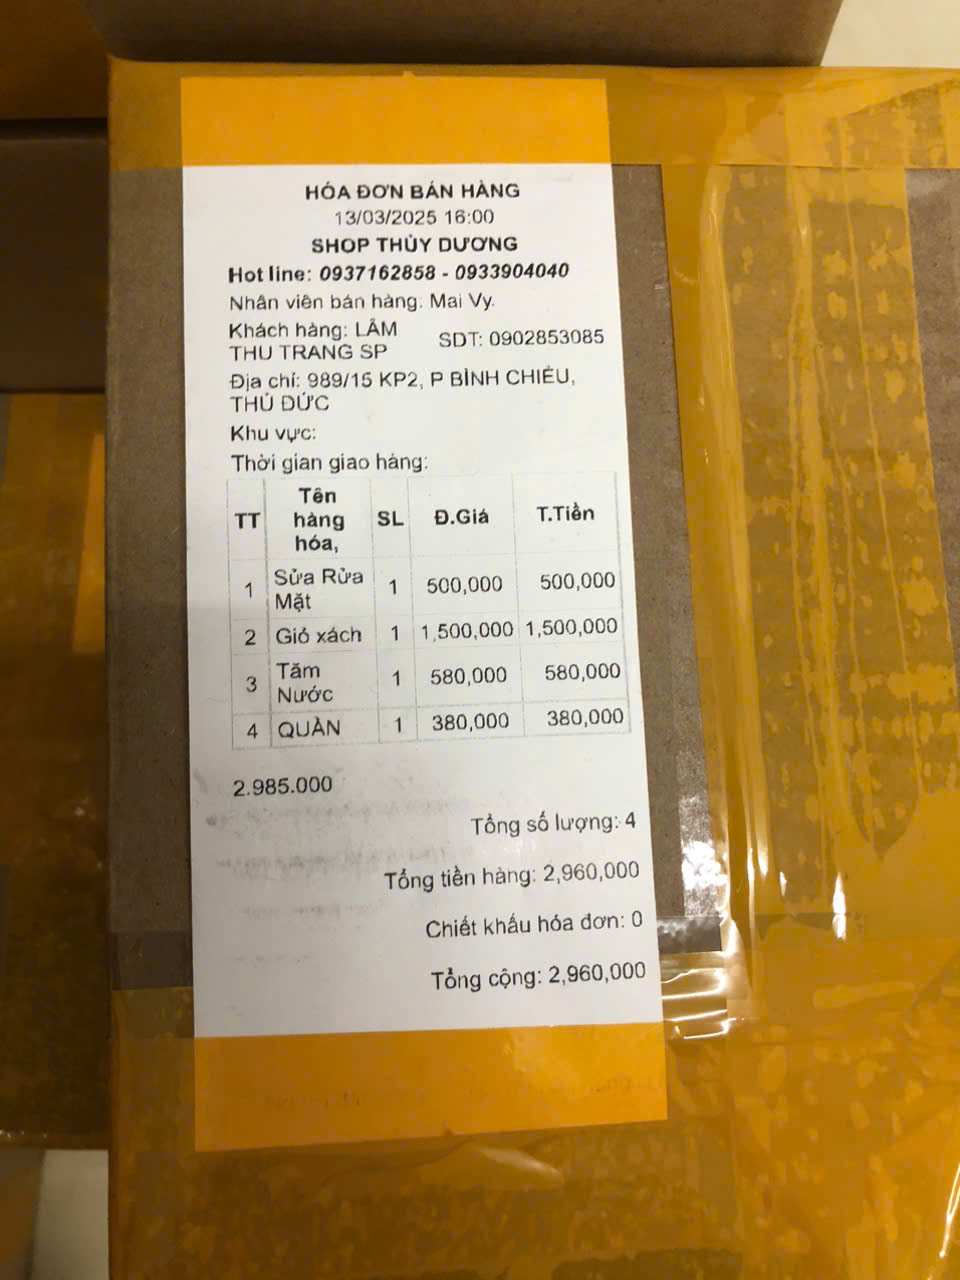 HÓA ĐƠN BÁN HÀNG
13/03/2025 16:00
SHOP THỦY DƯƠNG
Hot line: 0937162858 - 0933904040
Nhân viên bán hàng: Mai Vy.
Khách hàng: LÂM THU TRANG SP SDT: 0902853085
Địa chỉ: 989/15 KP2, P BÌNH CHIỂU,
THỦ ĐỨC
Khu vực:
Thời gian giao hàng:
TT Tên hàng hóa, SL Đ.Giá T.Tiền
1 Sữa Rửa Mặt 1 500,000 500,000
2 Giỏ xách 1 1,500,000 1,500,000
3 Tăm Nước 1 580,000 580,000
4 QUẦN 1 380,000 380,000
2.985.000
Tổng số lượng: 4
Tổng tiền hàng: 2,960,000
Chiết khấu hóa đơn: 0
Tổng cộng: 2,960,000